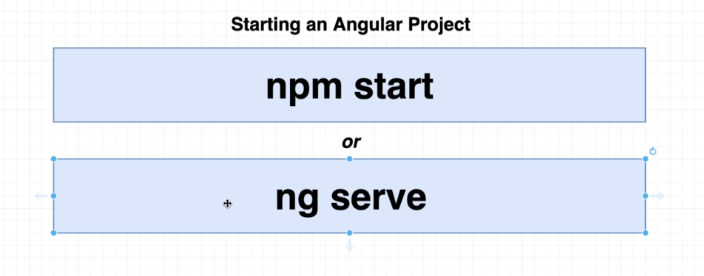 Starting an Angular Project
npm start
or
ng serve